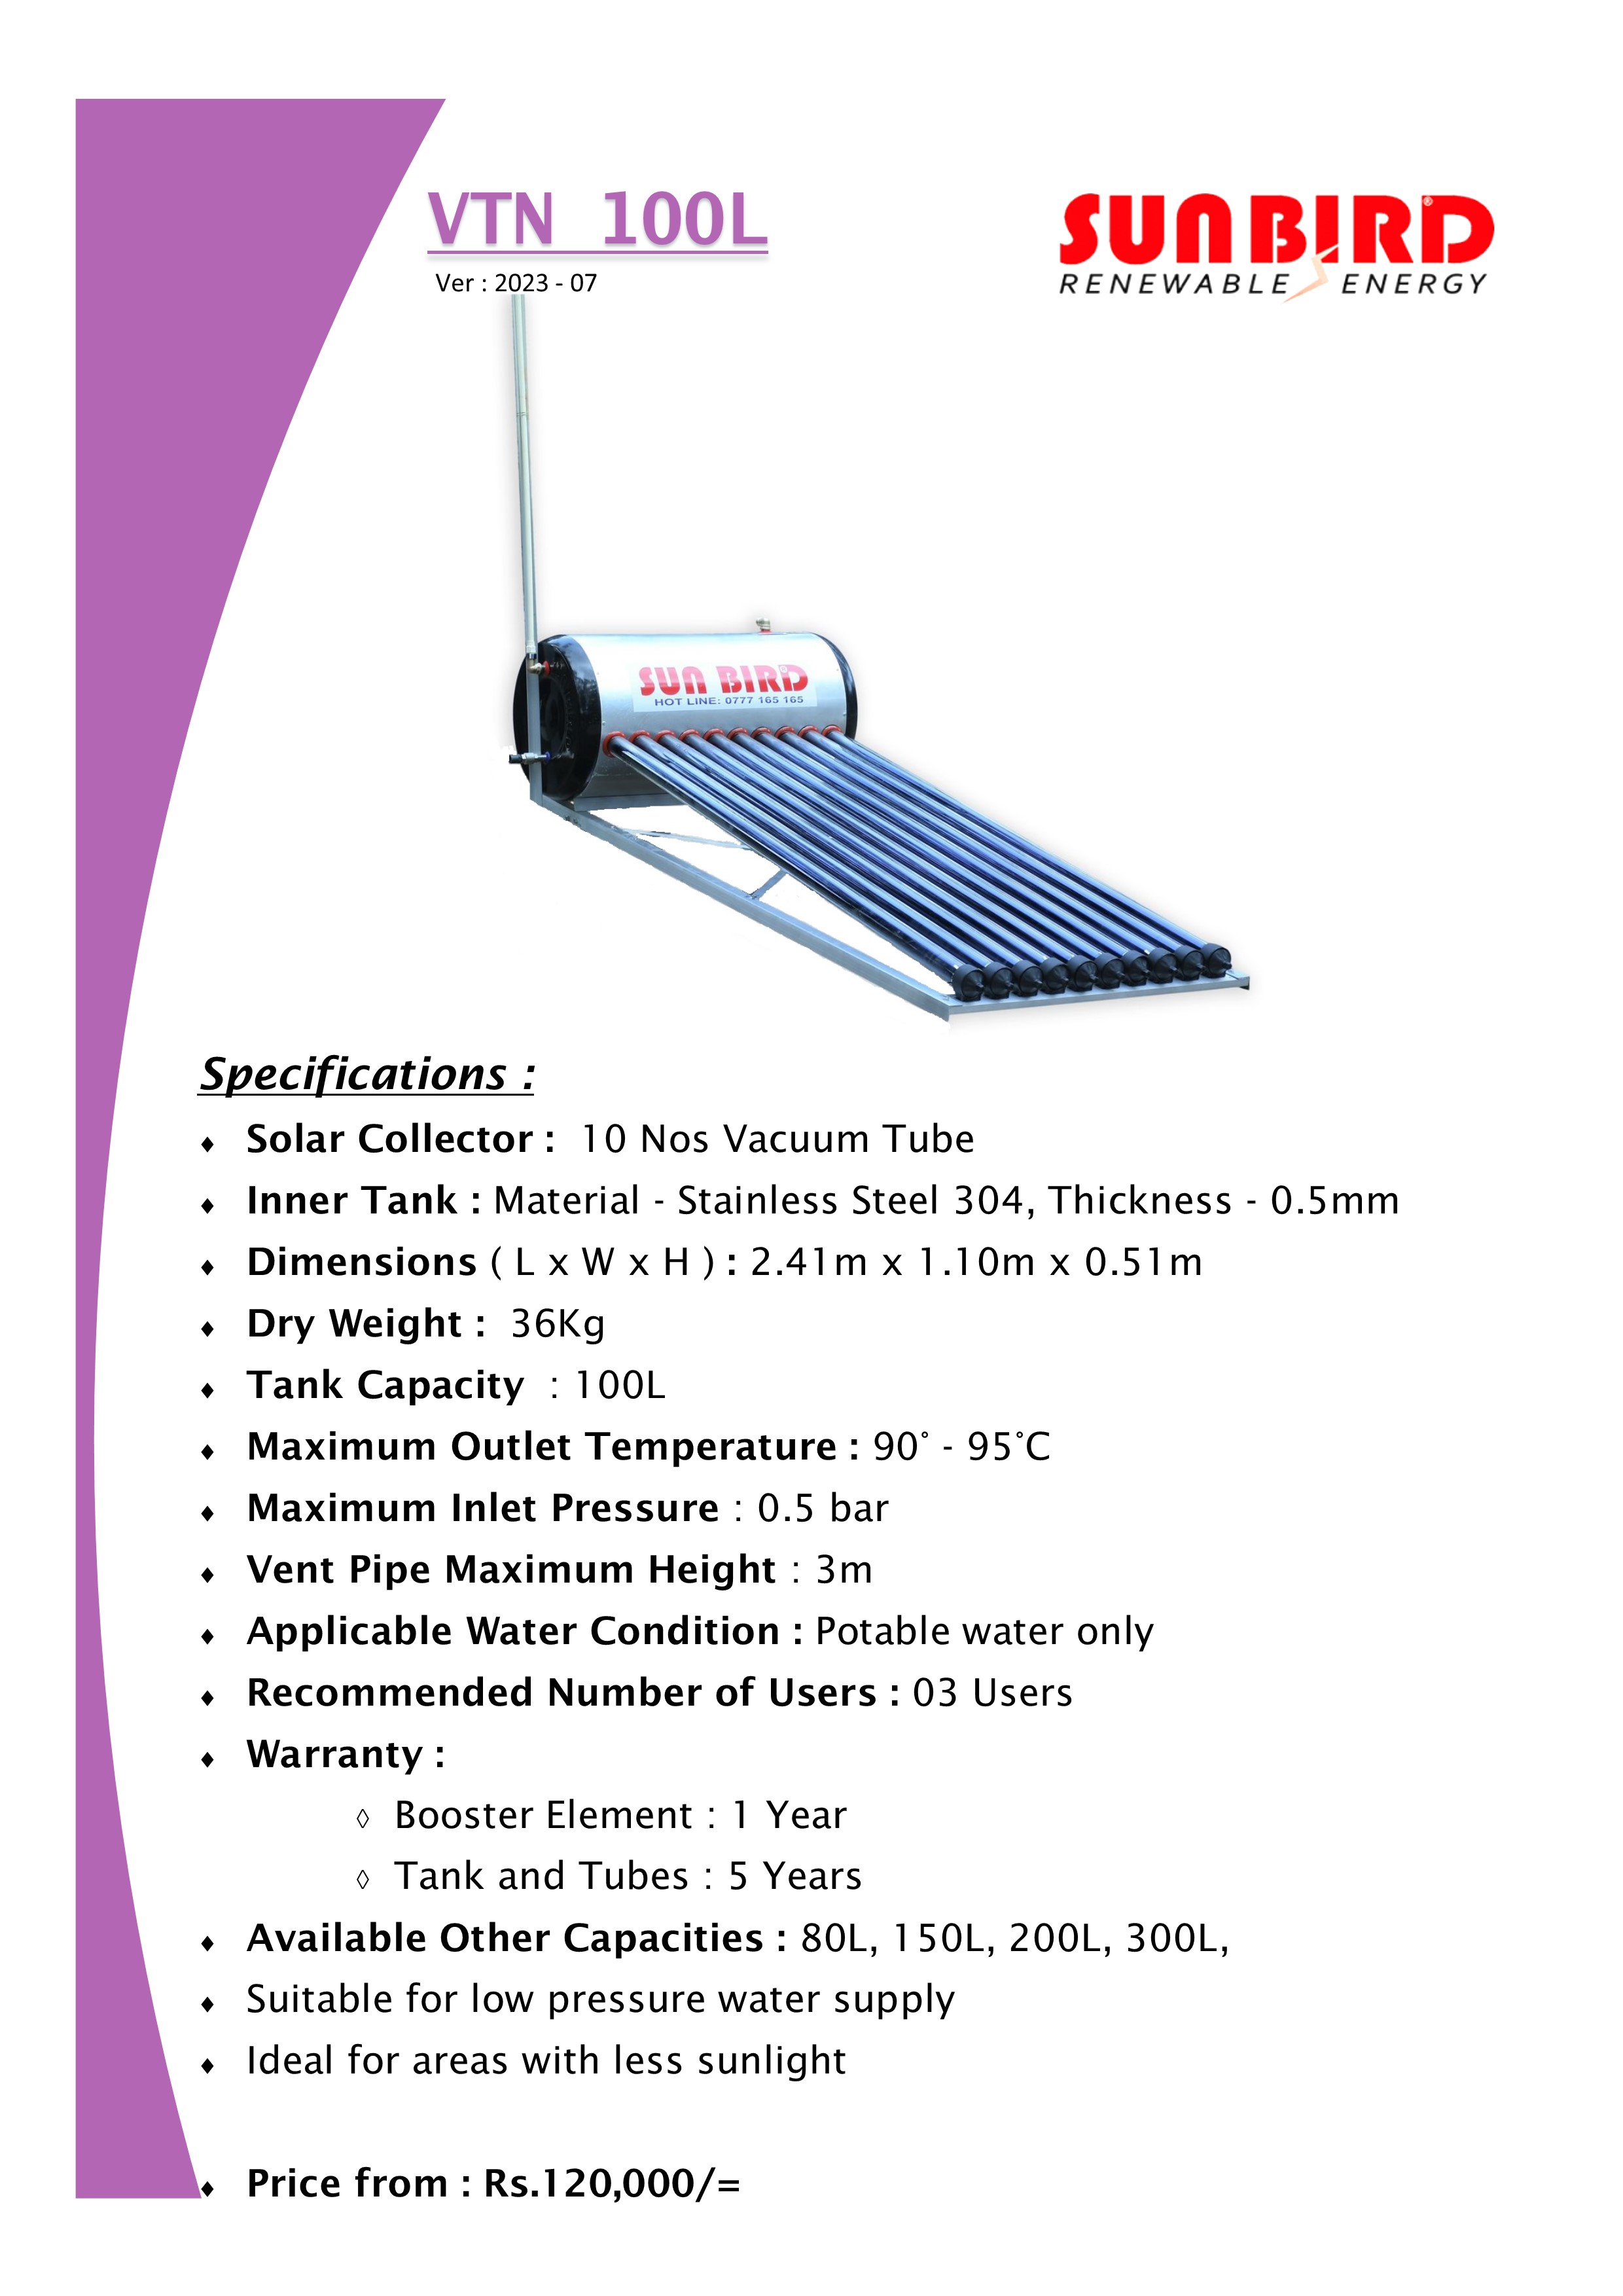 VTN 100L
Ver : 2023 - 07
SUN BIRD®
RENEWABLE ENERGY
SUN BIRD
HOT LINE: 0777 165 165
Specifications :
♦ Solar Collector : 10 Nos Vacuum Tube
♦ Inner Tank : Material - Stainless Steel 304, Thickness - 0.5mm
♦ Dimensions ( L x W x H ) : 2.41m x 1.10m x 0.51m
♦ Dry Weight : 36Kg
♦ Tank Capacity : 100L
♦ Maximum Outlet Temperature : 90° - 95°C
♦ Maximum Inlet Pressure : 0.5 bar
♦ Vent Pipe Maximum Height : 3m
♦ Applicable Water Condition : Potable water only
♦ Recommended Number of Users : 03 Users
♦ Warranty :
◊ Booster Element : 1 Year
◊ Tank and Tubes : 5 Years
♦ Available Other Capacities : 80L, 150L, 200L, 300L,
♦ Suitable for low pressure water supply
♦ Ideal for areas with less sunlight
♦ Price from : Rs.120,000/=